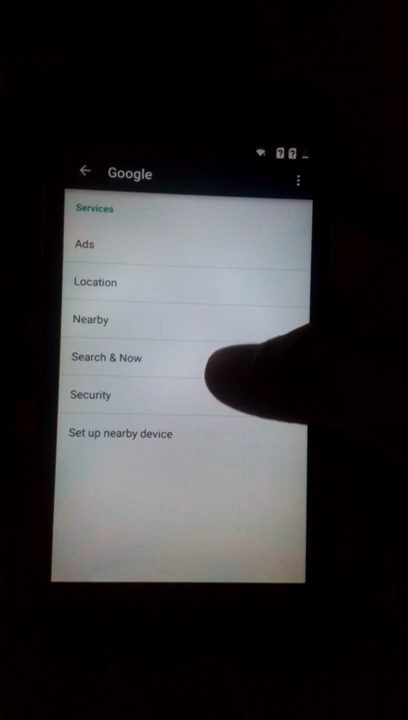 Google
Services
Ads
Location
Nearby
Search & Now
Security
Set up nearby device